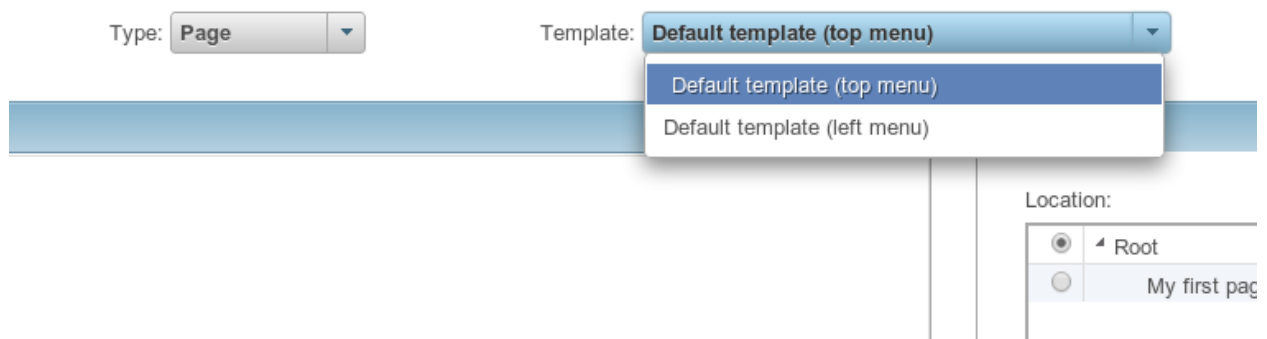 Type: Page Template: Default template (top menu)
Default template (top menu)
Default template (left menu)
Location:
Root
My first pag